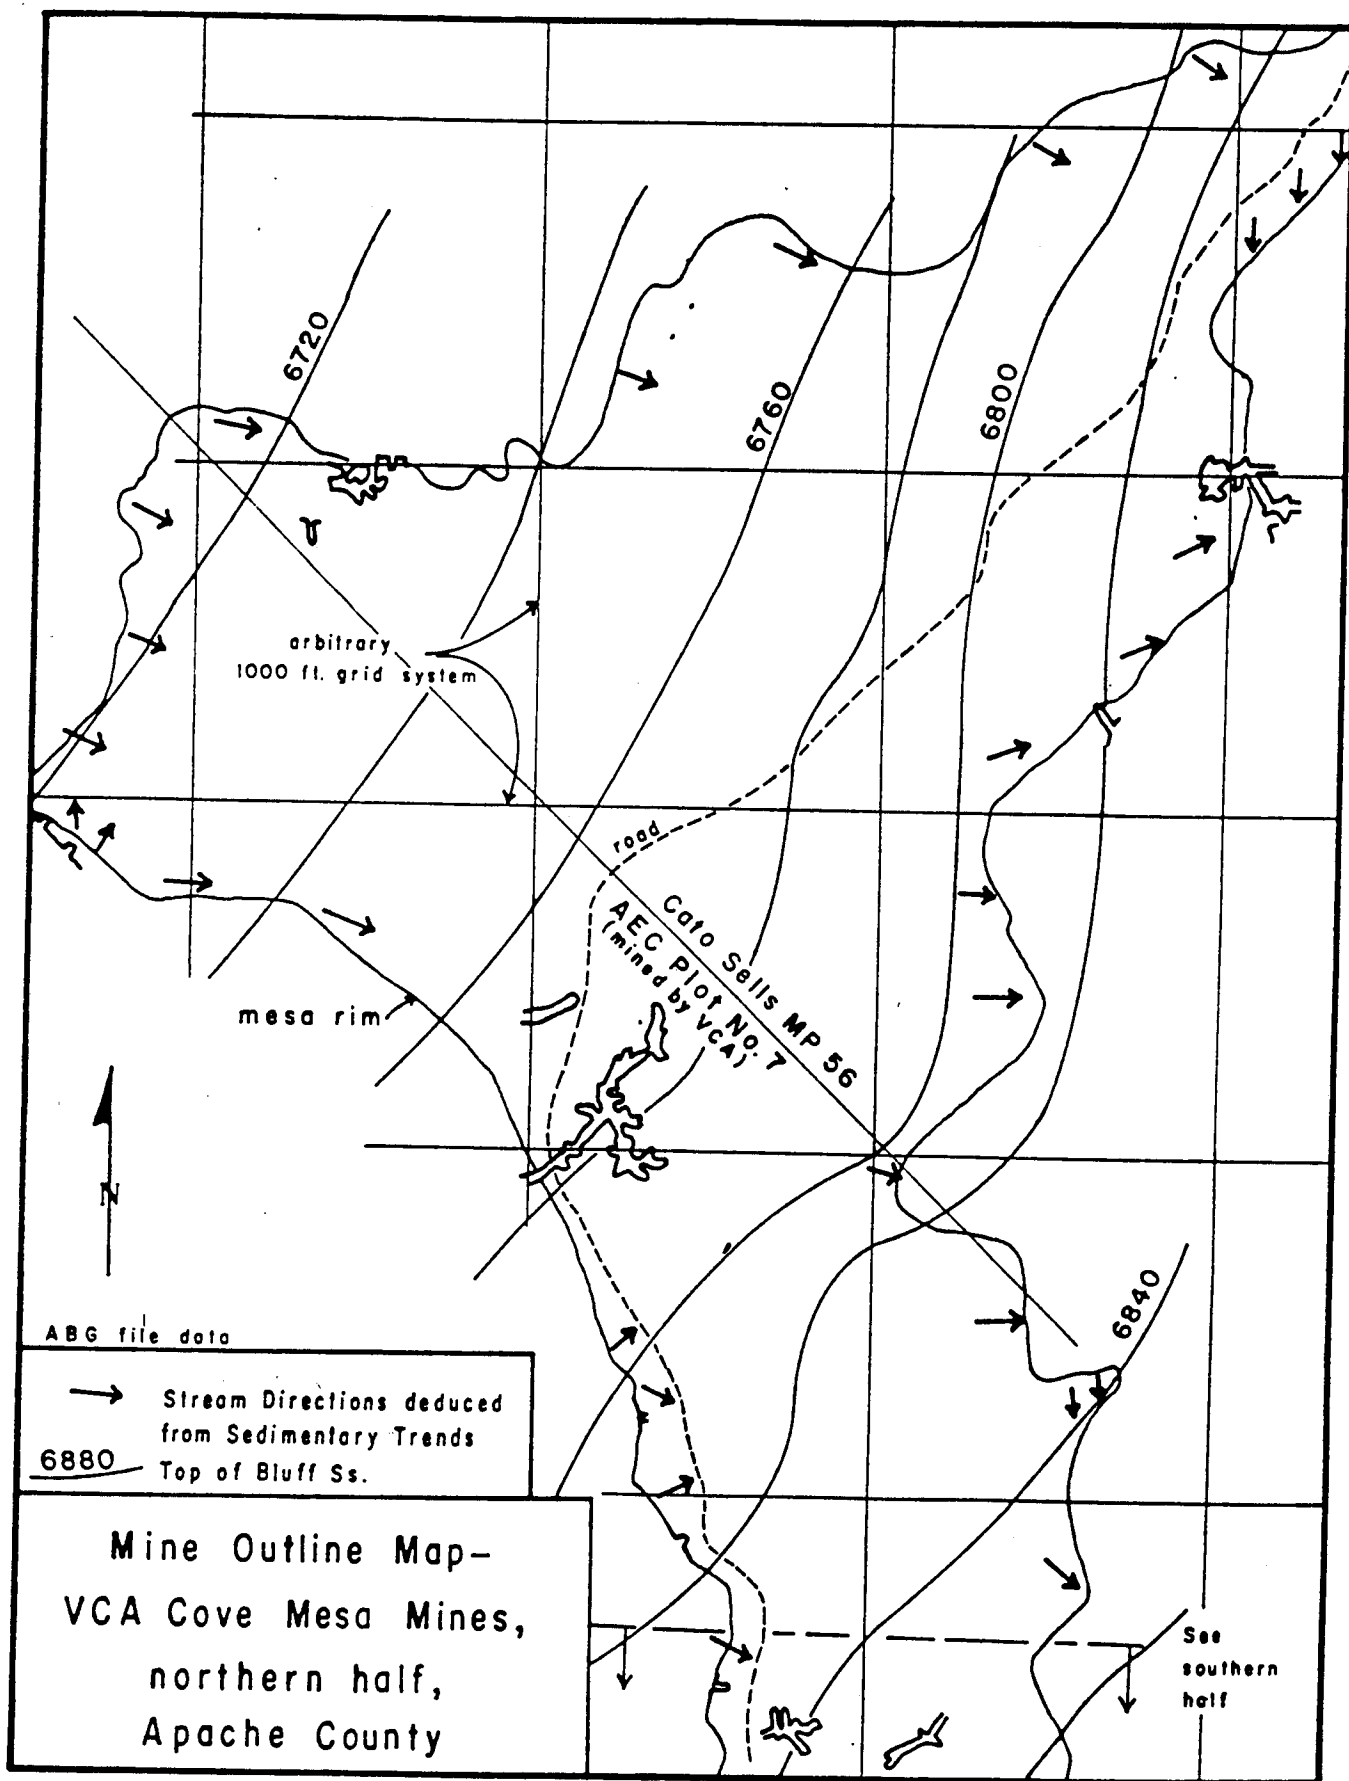 6720
6760
6800
arbitrary
1000 ft. grid system
road
Cato Sells MP 56
AEC Plot No. 7
(mined by VCA)
mesa rim
N
6840
ABG file data
Stream Directions deduced
from Sedimentary Trends
6880 Top of Bluff Ss.
Mine Outline Map-
VCA Cove Mesa Mines,
northern half,
Apache County
See
southern
half